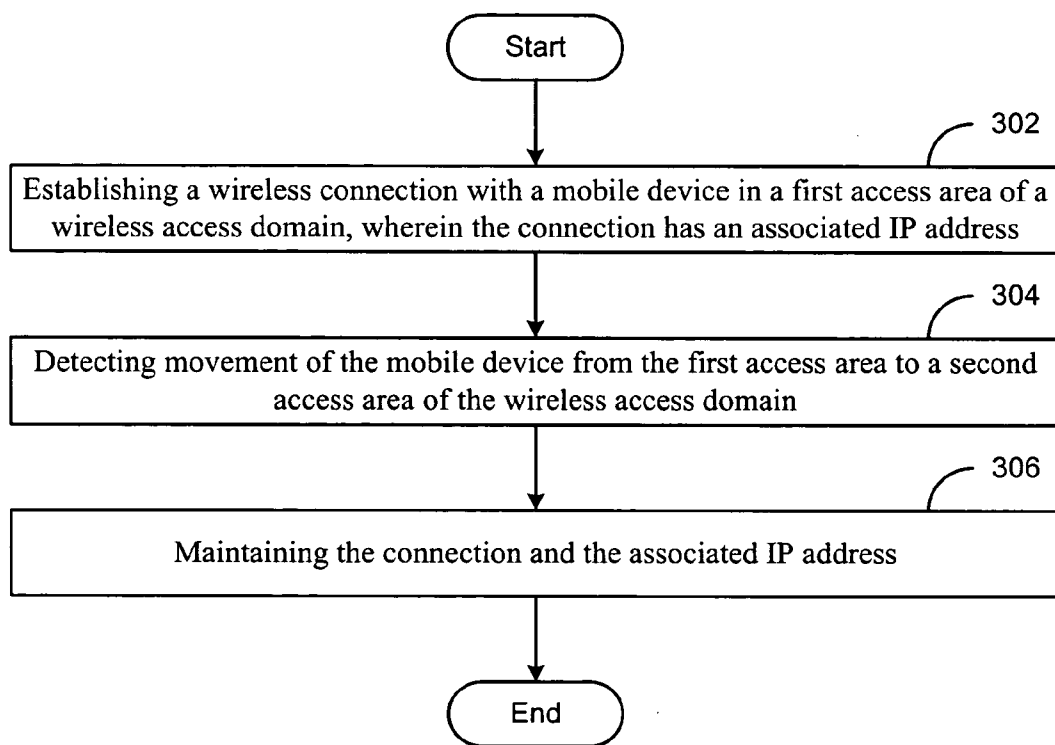 Start
302
Establishing a wireless connection with a mobile device in a first access area of a
wireless access domain, wherein the connection has an associated IP address
304
Detecting movement of the mobile device from the first access area to a second
access area of the wireless access domain
306
Maintaining the connection and the associated IP address
End